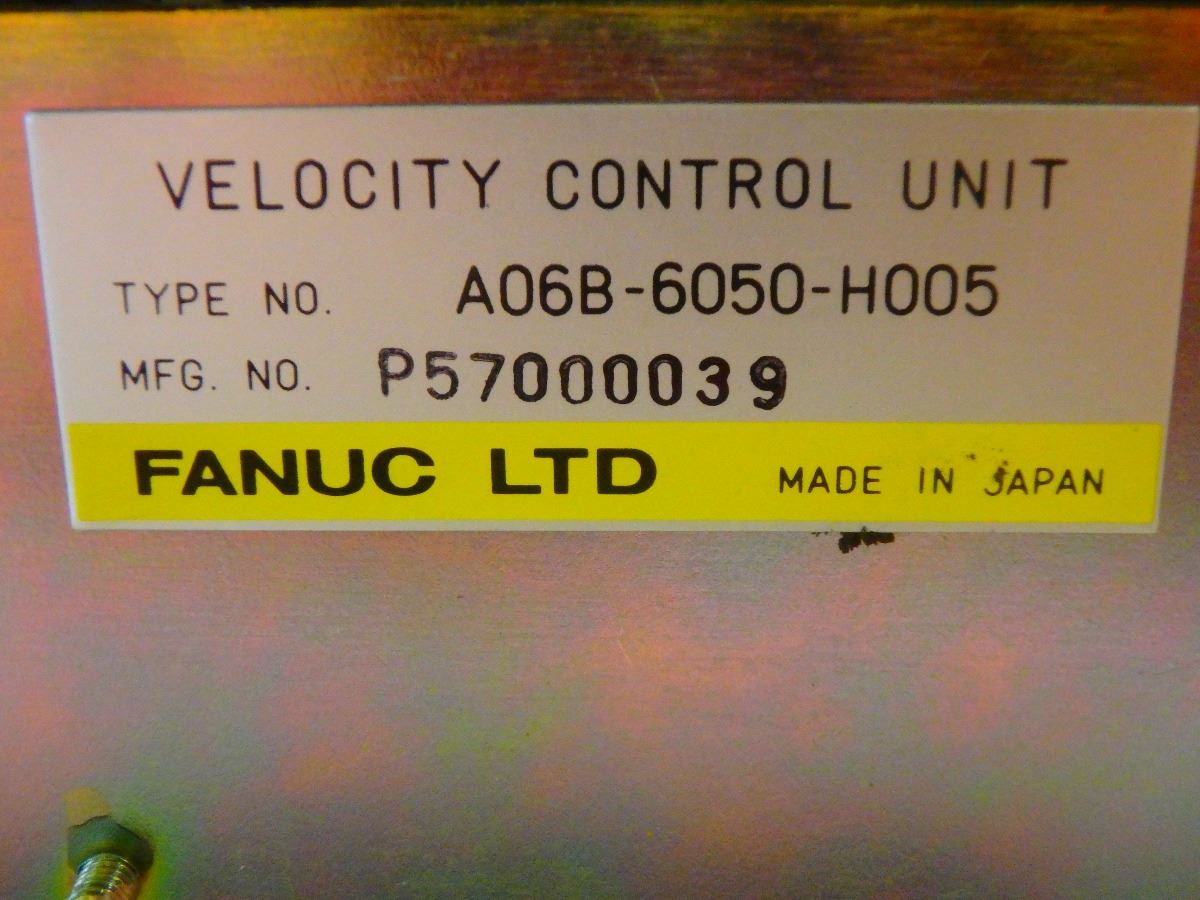 VELOCITY CONTROL UNIT
TYPE NO. A06B-6050-H005
MFG. NO. P57000039
FANUC LTD MADE IN JAPAN